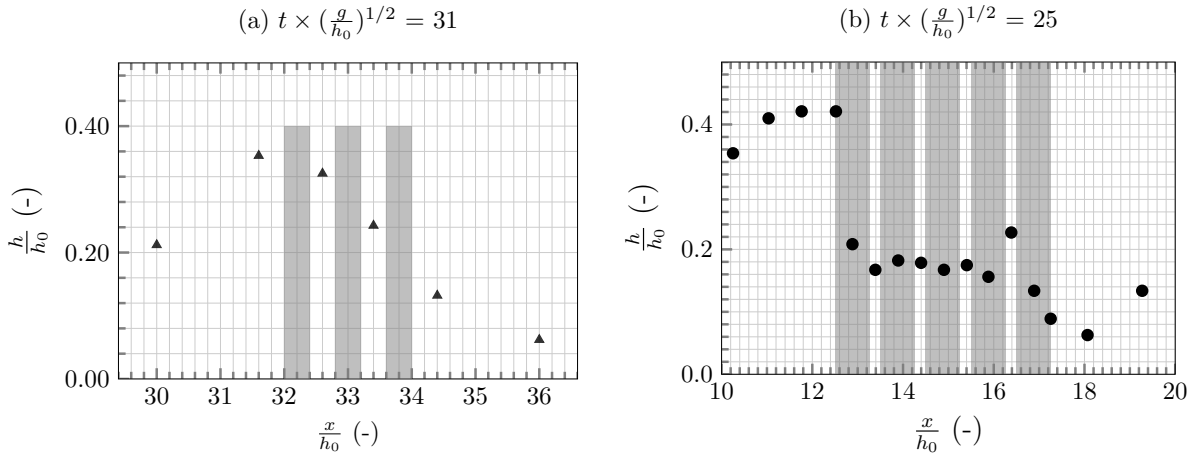 (a) t × (g/h₀)^{1/2} = 31
0.40
0.20
0.00
h/h₀ (-)
30 31 32 33 34 35 36
x/h₀ (-)
(b) t × (g/h₀)^{1/2} = 25
0.4
0.2
0.0
h/h₀ (-)
10 12 14 16 18 20
x/h₀ (-)